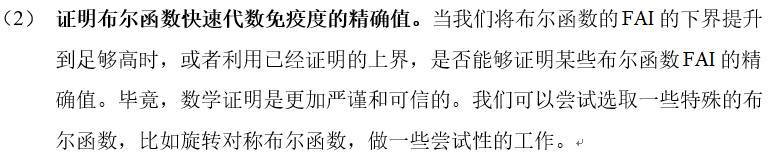 （2） 证明布尔函数快速代数免疫度的精确值。当我们将布尔函数的 FAI 的下界提升
到足够高时，或者利用已经证明的上界，是否能够证明某些布尔函数 FAI 的精
确值。毕竟，数学证明是更加严谨和可信的。我们可以尝试选取一些特殊的布
尔函数，比如旋转对称布尔函数，做一些尝试性的工作。